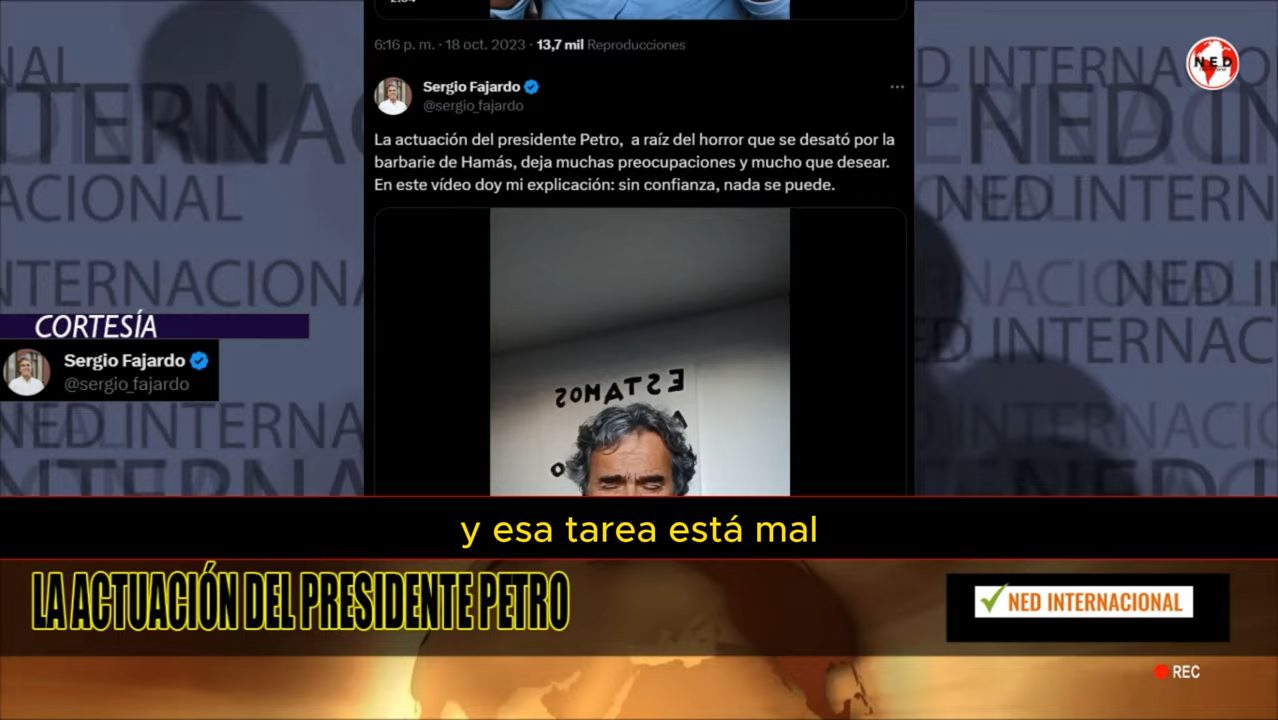 6:16 p. m. · 18 oct. 2023 · 13,7 mil Reproducciones
Sergio Fajardo
@sergio_fajardo
La actuación del presidente Petro, a raíz del horror que se desató por la
barbarie de Hamás, deja muchas preocupaciones y mucho que desear.
En este vídeo doy mi explicación: sin confianza, nada se puede.
ESTAMOS
NED
CORTESÍA
Sergio Fajardo
@sergio_fajardo
NED INTERNACIONAL
y esa tarea está mal
LA ACTUACIÓN DEL PRESIDENTE PETRO
NED INTERNACIONAL
REC